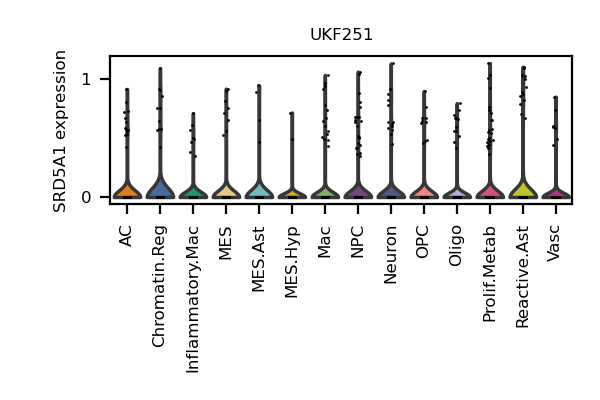 UKF251
SRD5A1 expression
1
0
AC
Chromatin.Reg
Inflammatory.Mac
MES
MES.Ast
MES.Hyp
Mac
NPC
Neuron
OPC
Oligo
Prolif.Metab
Reactive.Ast
Vasc